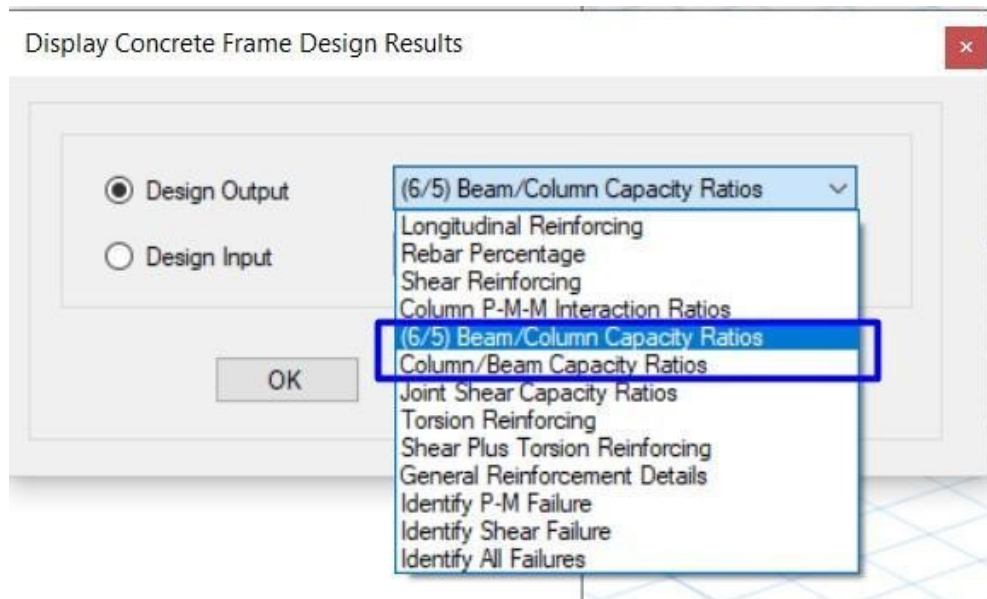 Display Concrete Frame Design Results
×
Design Output
(6/5) Beam/Column Capacity Ratios
Design Input
Longitudinal Reinforcing
Rebar Percentage
Shear Reinforcing
Column P-M-M Interaction Ratios
(6/5) Beam/Column Capacity Ratios
Column/Beam Capacity Ratios
Joint Shear Capacity Ratios
Torsion Reinforcing
Shear Plus Torsion Reinforcing
General Reinforcement Details
Identify P-M Failure
Identify Shear Failure
Identify All Failures
OK